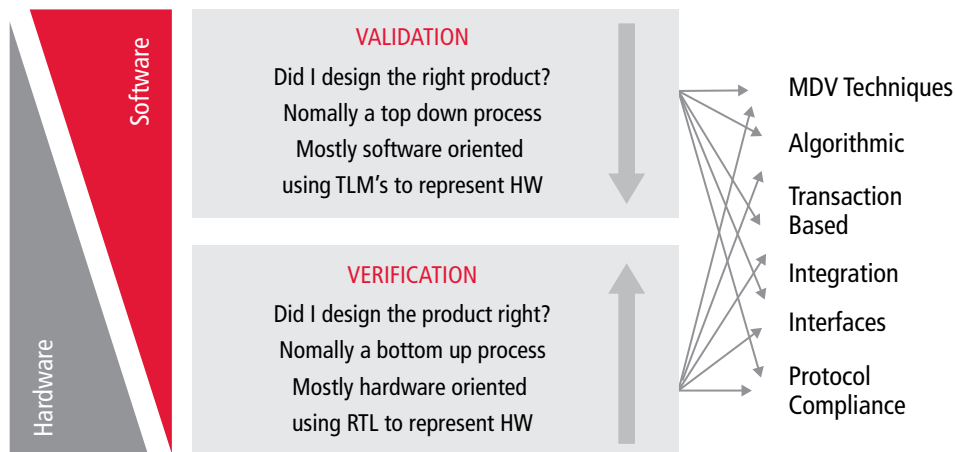 Software
Hardware
VALIDATION
Did I design the right product?
Nomally a top down process
Mostly software oriented
using TLM's to represent HW
VERIFICATION
Did I design the product right?
Nomally a bottom up process
Mostly hardware oriented
using RTL to represent HW
MDV Techniques
Algorithmic
Transaction
Based
Integration
Interfaces
Protocol
Compliance